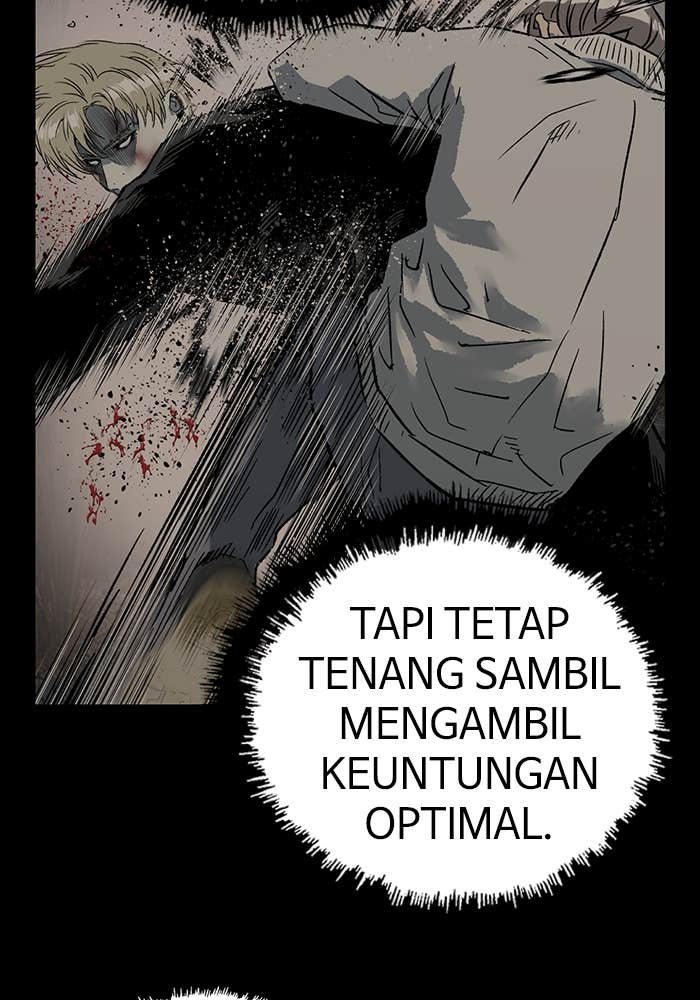 TAPI TETAP
TENANG SAMBIL
MENGAMBIL
KEUNTUNGAN
OPTIMAL.